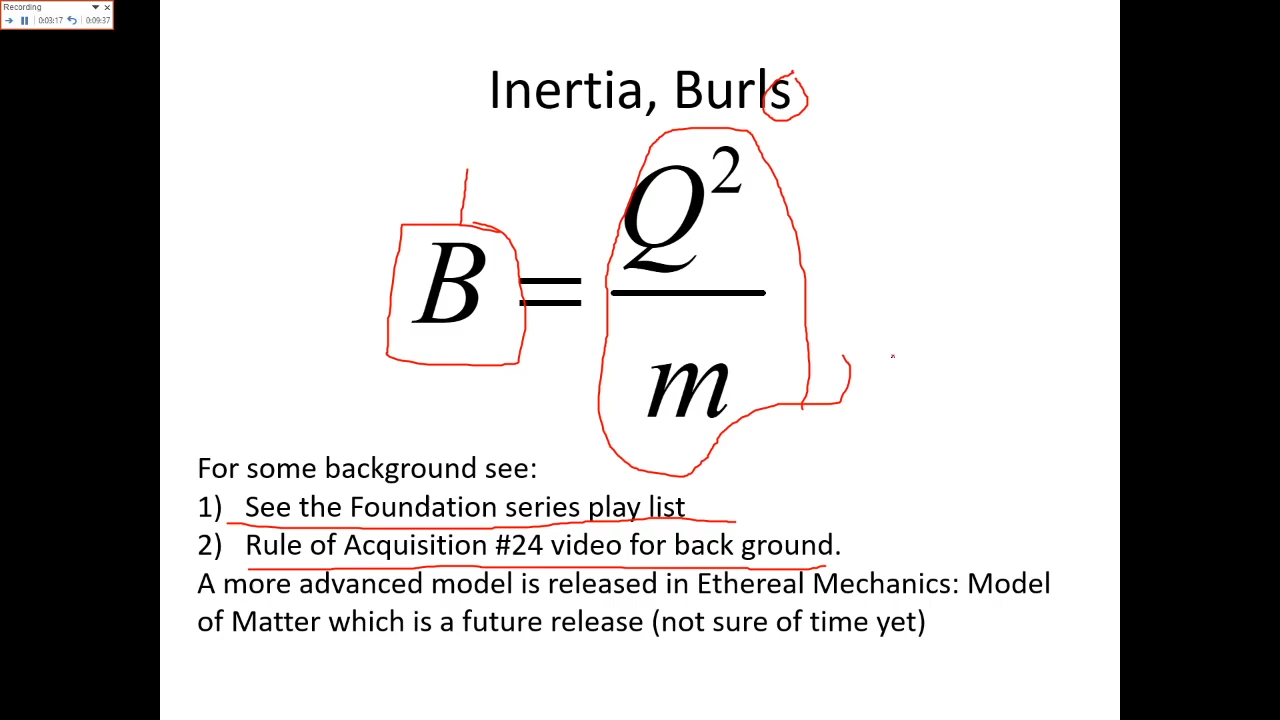 Recording
0:03:17 0:09:37
Inertia, Burls
B = Q²
m
For some background see:
1) See the Foundation series play list
2) Rule of Acquisition #24 video for back ground.
A more advanced model is released in Ethereal Mechanics: Model
of Matter which is a future release (not sure of time yet)